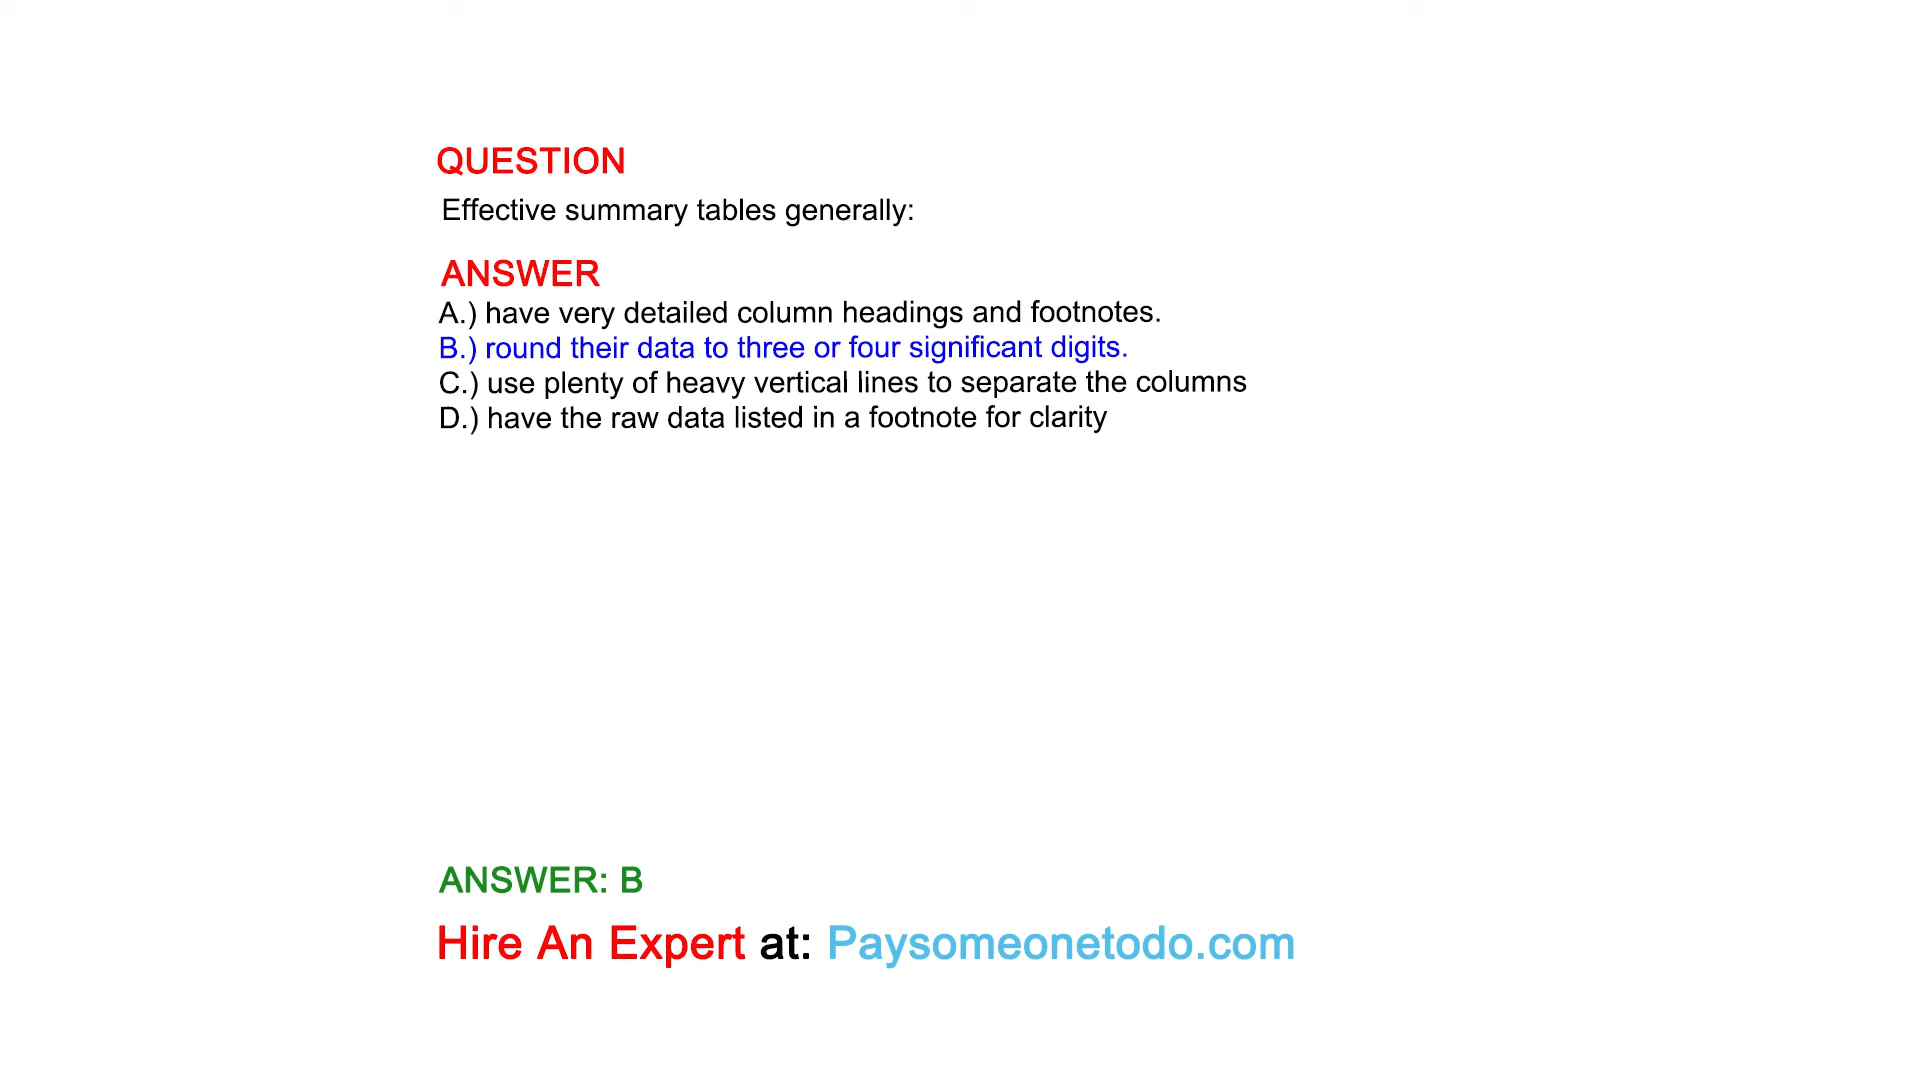 QUESTION
Effective summary tables generally:
ANSWER
A.) have very detailed column headings and footnotes.
B.) round their data to three or four significant digits.
C.) use plenty of heavy vertical lines to separate the columns
D.) have the raw data listed in a footnote for clarity
ANSWER: B
Hire An Expert at: Paysomeonetodo.com